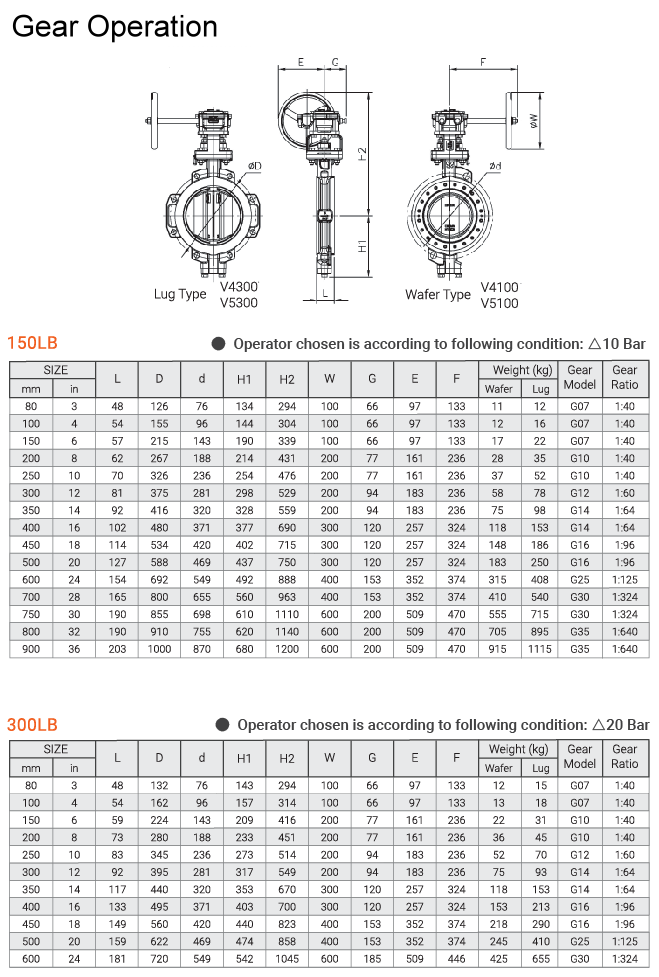 Gear Operation
E G F
H2
H1
L
ØD
ØW
Ød
Lug Type V4300
V5300
Wafer Type V4100
V5100
150LB ● Operator chosen is according to following condition: △10 Bar
SIZE L D d H1 H2 W G E F Weight (kg) Gear Model Gear Ratio
mm in Wafer Lug
80 3 48 126 76 134 294 100 66 97 133 11 12 G07 1:40
100 4 54 155 96 144 304 100 66 97 133 12 16 G07 1:40
150 6 57 215 143 190 339 100 66 97 133 17 22 G07 1:40
200 8 62 267 188 214 431 200 77 161 236 28 35 G10 1:40
250 10 70 326 236 254 476 200 77 161 236 37 52 G10 1:40
300 12 81 375 281 298 529 200 94 183 236 58 78 G12 1:60
350 14 92 416 320 328 559 200 94 183 236 75 98 G14 1:64
400 16 102 480 371 377 690 300 120 257 324 118 153 G14 1:64
450 18 114 534 420 402 715 300 120 257 324 148 186 G16 1:96
500 20 127 588 469 437 750 300 120 257 324 183 250 G16 1:96
600 24 154 692 549 492 888 400 153 352 374 315 408 G25 1:125
700 28 165 800 655 560 963 400 153 352 374 410 540 G30 1:324
750 30 190 855 698 610 1110 600 200 509 470 555 715 G30 1:324
800 32 190 910 755 620 1140 600 200 509 470 705 895 G35 1:640
900 36 203 1000 870 680 1200 600 200 509 470 915 1115 G35 1:640
300LB ● Operator chosen is according to following condition: △20 Bar
SIZE L D d H1 H2 W G E F Weight (kg) Gear Model Gear Ratio
mm in Wafer Lug
80 3 48 132 76 143 294 100 66 97 133 12 15 G07 1:40
100 4 54 162 96 157 314 100 66 97 133 13 18 G07 1:40
150 6 59 224 143 209 416 200 77 161 236 22 31 G10 1:40
200 8 73 280 188 233 451 200 77 161 236 36 45 G10 1:40
250 10 83 345 236 273 514 200 94 183 236 52 70 G12 1:60
300 12 92 395 281 317 549 200 94 183 236 75 93 G14 1:64
350 14 117 440 320 353 670 300 120 257 324 118 153 G14 1:64
400 16 133 495 371 403 700 300 120 257 324 153 213 G16 1:96
450 18 149 560 420 440 823 400 153 352 374 218 290 G16 1:96
500 20 159 622 469 474 858 400 153 352 374 245 410 G25 1:125
600 24 181 720 549 542 1045 600 185 509 446 425 655 G30 1:324